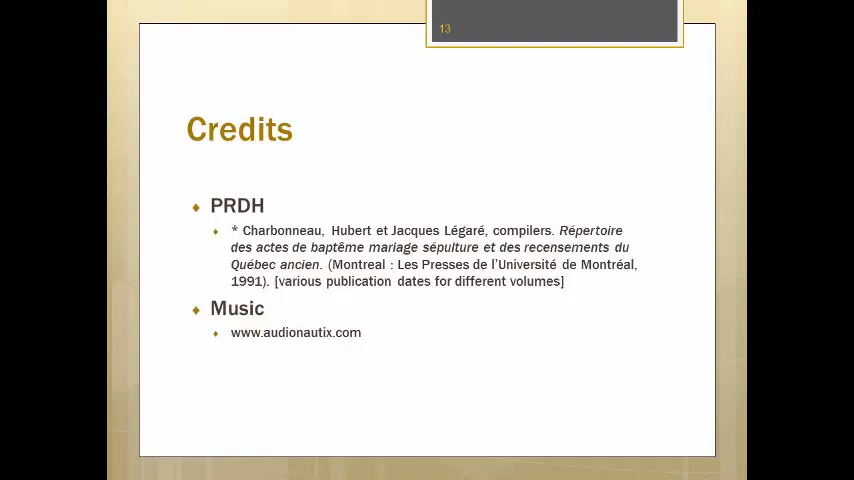 13
Credits
PRDH
* Charbonneau, Hubert et Jacques Légaré, compilers. Répertoire
des actes de baptême mariage sépulture et des recensements du
Québec ancien. (Montreal : Les Presses de l'Université de Montréal,
1991). [various publication dates for different volumes]
Music
www.audionautix.com